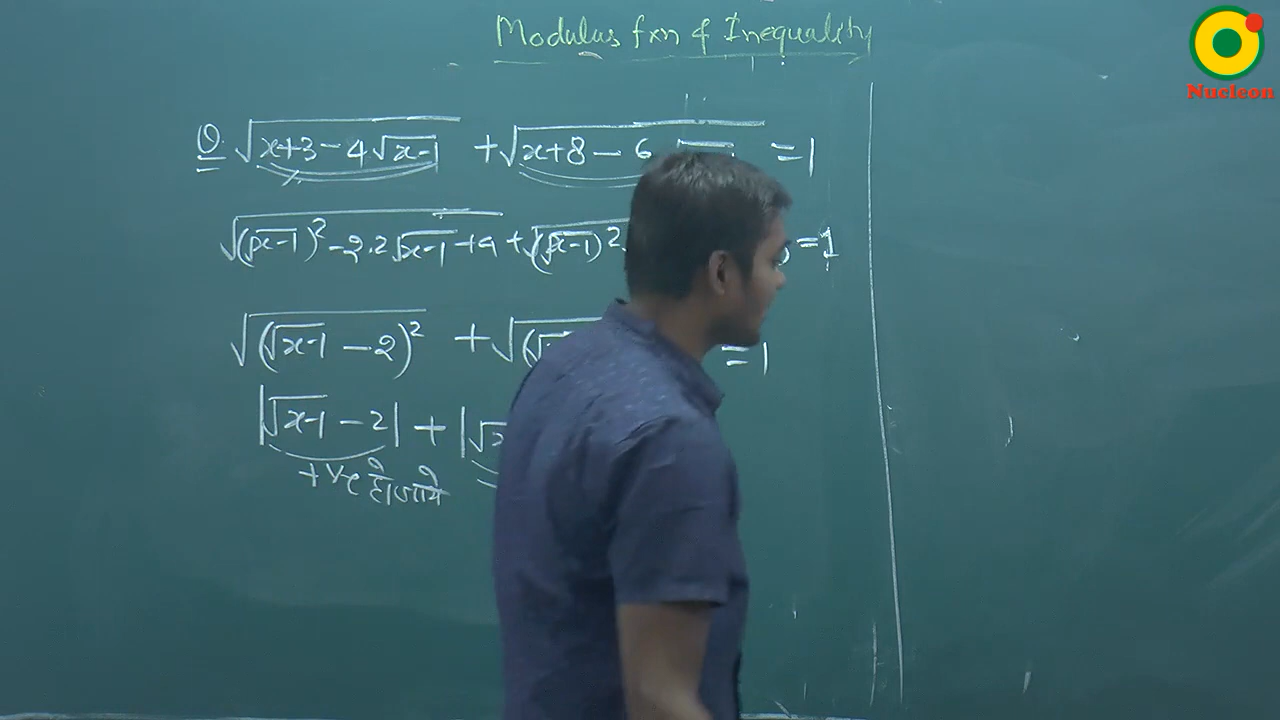 Modulus fxn & Inequality
Nucleon
Q. √(x+3-4√(x-1)) + √(x+8-6 = 1
√((√x-1)² -2.2√x-1 +4 + √((√x-1)² =1
√((√x-1 -2)²) + √( = 1
|√x-1 -2| + |√x
+ve हो जाये